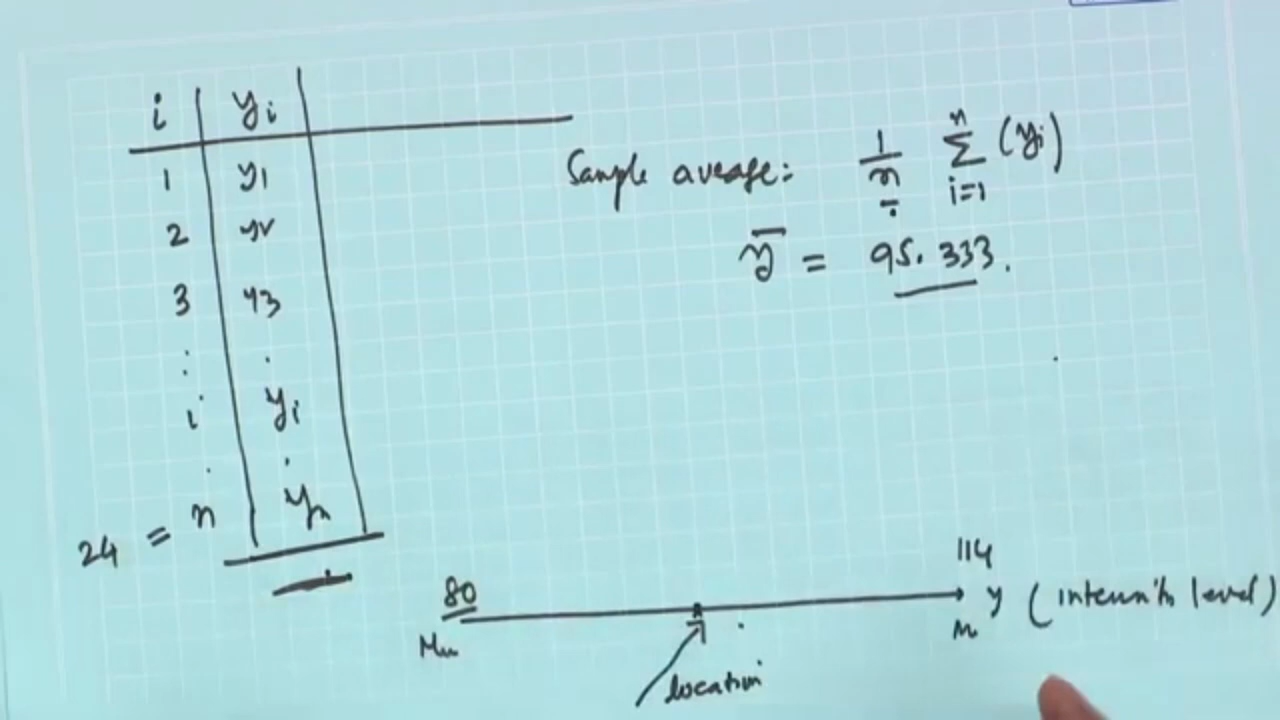 i yi
1 y1
2 y2
3 y3
i yi
24 = n yn
Sample average: 1/n Σ i=1 n (yi)
ȳ = 95.333.
80 114
y (intensity level)
location